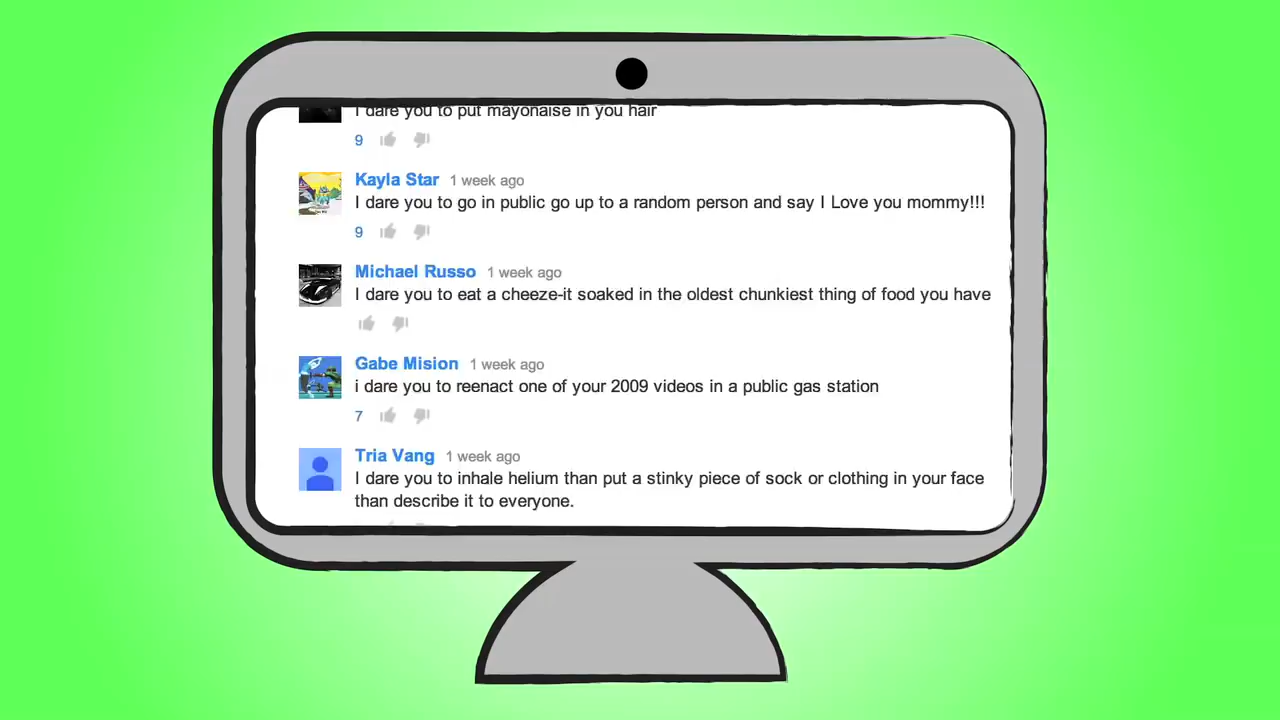 I dare you to put mayonaise in you hair
9
Kayla Star 1 week ago
I dare you to go in public go up to a random person and say I Love you mommy!!!
9
Michael Russo 1 week ago
I dare you to eat a cheeze-it soaked in the oldest chunkiest thing of food you have
Gabe Mision 1 week ago
i dare you to reenact one of your 2009 videos in a public gas station
7
Tria Vang 1 week ago
I dare you to inhale helium than put a stinky piece of sock or clothing in your face
than describe it to everyone.